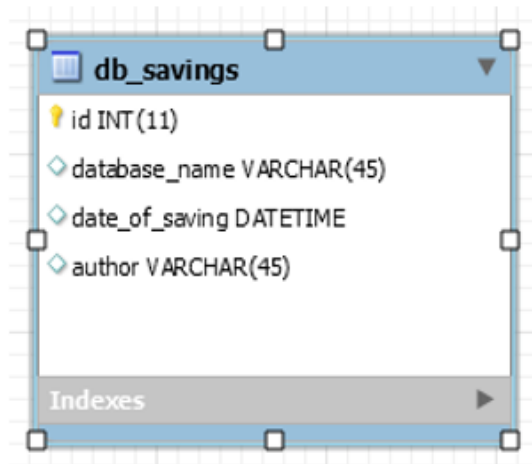 db_savings
id INT(11)
database_name VARCHAR(45)
date_of_saving DATETIME
author VARCHAR(45)
Indexes